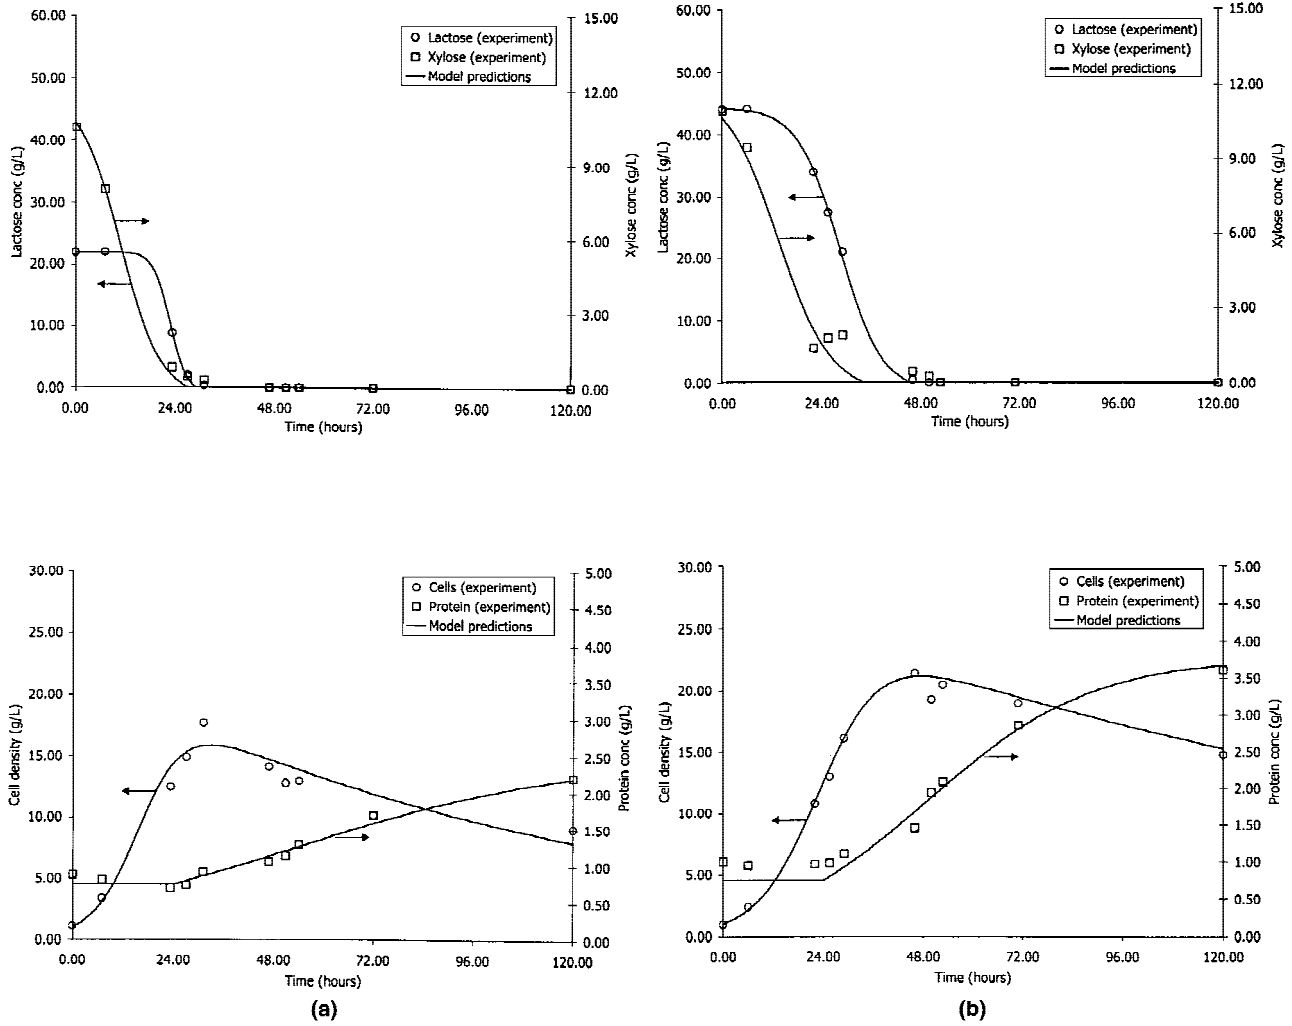 60.00
50.00
40.00
30.00
20.00
10.00
0.00
Lactose conc (g/L)
15.00
12.00
9.00
6.00
3.00
0.00
Xylose conc (g/L)
Lactose (experiment)
Xylose (experiment)
Model predictions
0.00 24.00 48.00 72.00 96.00 120.00
Time (hours)
60.00
50.00
40.00
30.00
20.00
10.00
0.00
Lactose conc (g/L)
15.00
12.00
9.00
6.00
3.00
0.00
Xylose conc (g/L)
Lactose (experiment)
Xylose (experiment)
Model predictions
0.00 24.00 48.00 72.00 96.00 120.00
Time (hours)
30.00
25.00
20.00
15.00
10.00
5.00
0.00
Cell density (g/L)
5.00
4.50
4.00
3.50
3.00
2.50
2.00
1.50
1.00
0.50
0.00
Protein conc (g/L)
Cells (experiment)
Protein (experiment)
Model predictions
0.00 24.00 48.00 72.00 96.00 120.00
Time (hours)
(a)
30.00
25.00
20.00
15.00
10.00
5.00
0.00
Cell density (g/L)
5.00
4.50
4.00
3.50
3.00
2.50
2.00
1.50
1.00
0.50
0.00
Protein conc (g/L)
Cells (experiment)
Protein (experiment)
Model predictions
0.00 24.00 48.00 72.00 96.00 120.00
Time (hours)
(b)